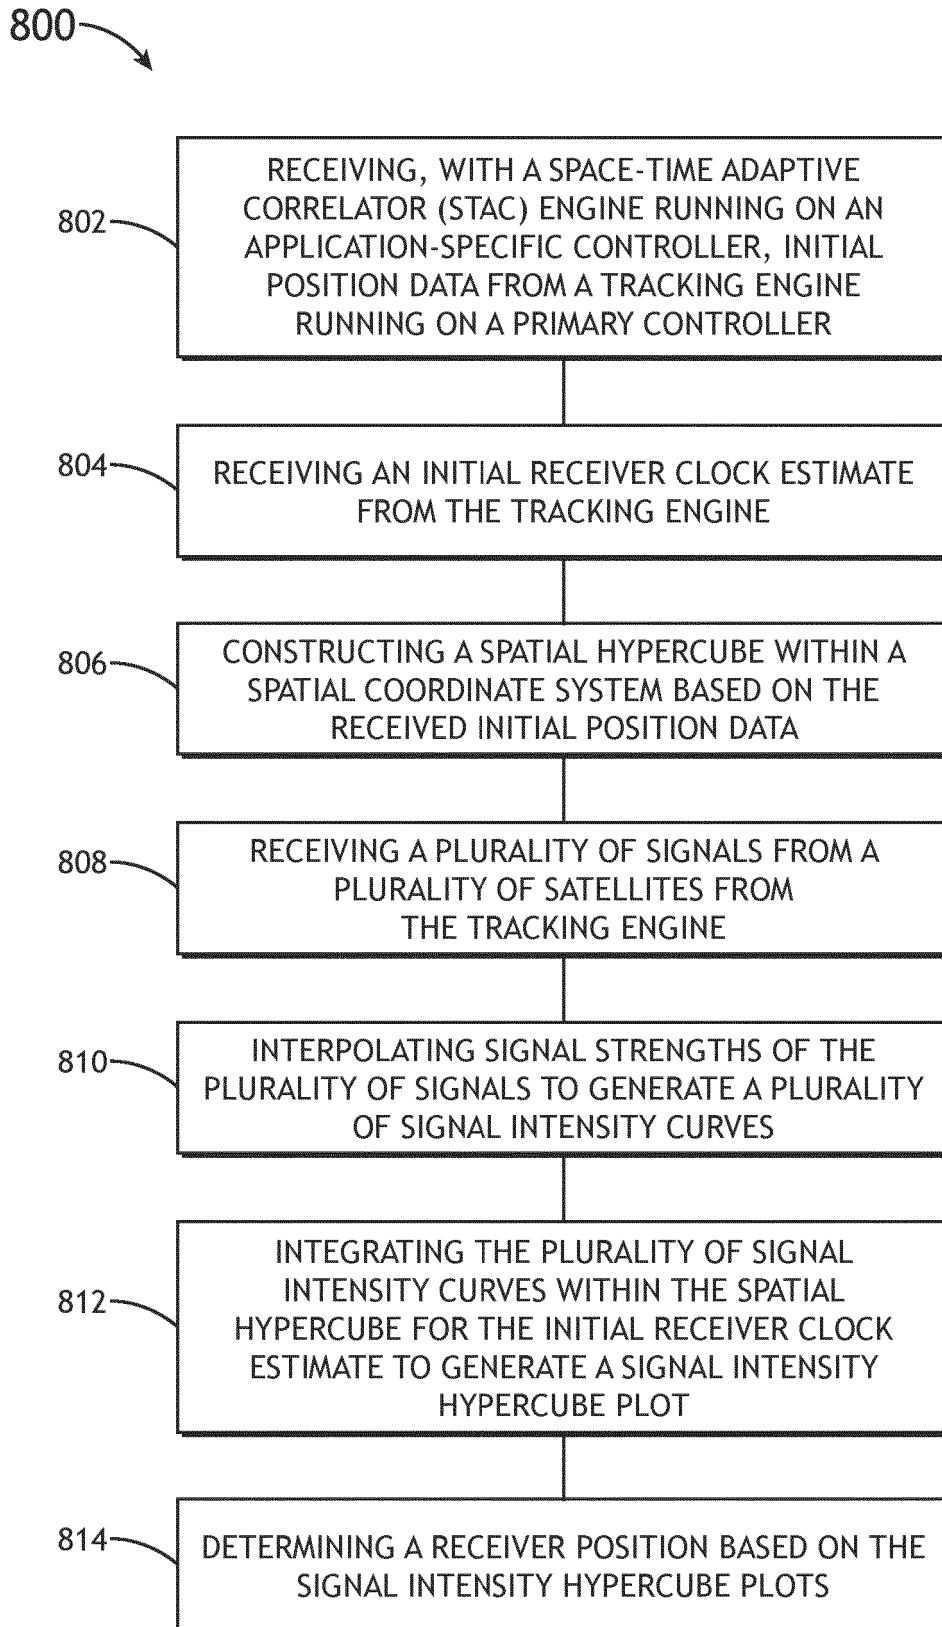 800
802
RECEIVING, WITH A SPACE-TIME ADAPTIVE
CORRELATOR (STAC) ENGINE RUNNING ON AN
APPLICATION-SPECIFIC CONTROLLER, INITIAL
POSITION DATA FROM A TRACKING ENGINE
RUNNING ON A PRIMARY CONTROLLER
804
RECEIVING AN INITIAL RECEIVER CLOCK ESTIMATE
FROM THE TRACKING ENGINE
806
CONSTRUCTING A SPATIAL HYPERCUBE WITHIN A
SPATIAL COORDINATE SYSTEM BASED ON THE
RECEIVED INITIAL POSITION DATA
808
RECEIVING A PLURALITY OF SIGNALS FROM A
PLURALITY OF SATELLITES FROM
THE TRACKING ENGINE
810
INTERPOLATING SIGNAL STRENGTHS OF THE
PLURALITY OF SIGNALS TO GENERATE A PLURALITY
OF SIGNAL INTENSITY CURVES
812
INTEGRATING THE PLURALITY OF SIGNAL
INTENSITY CURVES WITHIN THE SPATIAL
HYPERCUBE FOR THE INITIAL RECEIVER CLOCK
ESTIMATE TO GENERATE A SIGNAL INTENSITY
HYPERCUBE PLOT
814
DETERMINING A RECEIVER POSITION BASED ON THE
SIGNAL INTENSITY HYPERCUBE PLOTS